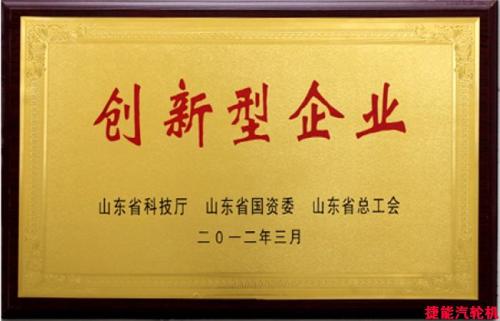 创新型企业
山东省科技厅 山东省国资委 山东省总工会
二〇一二年三月
捷能汽轮机